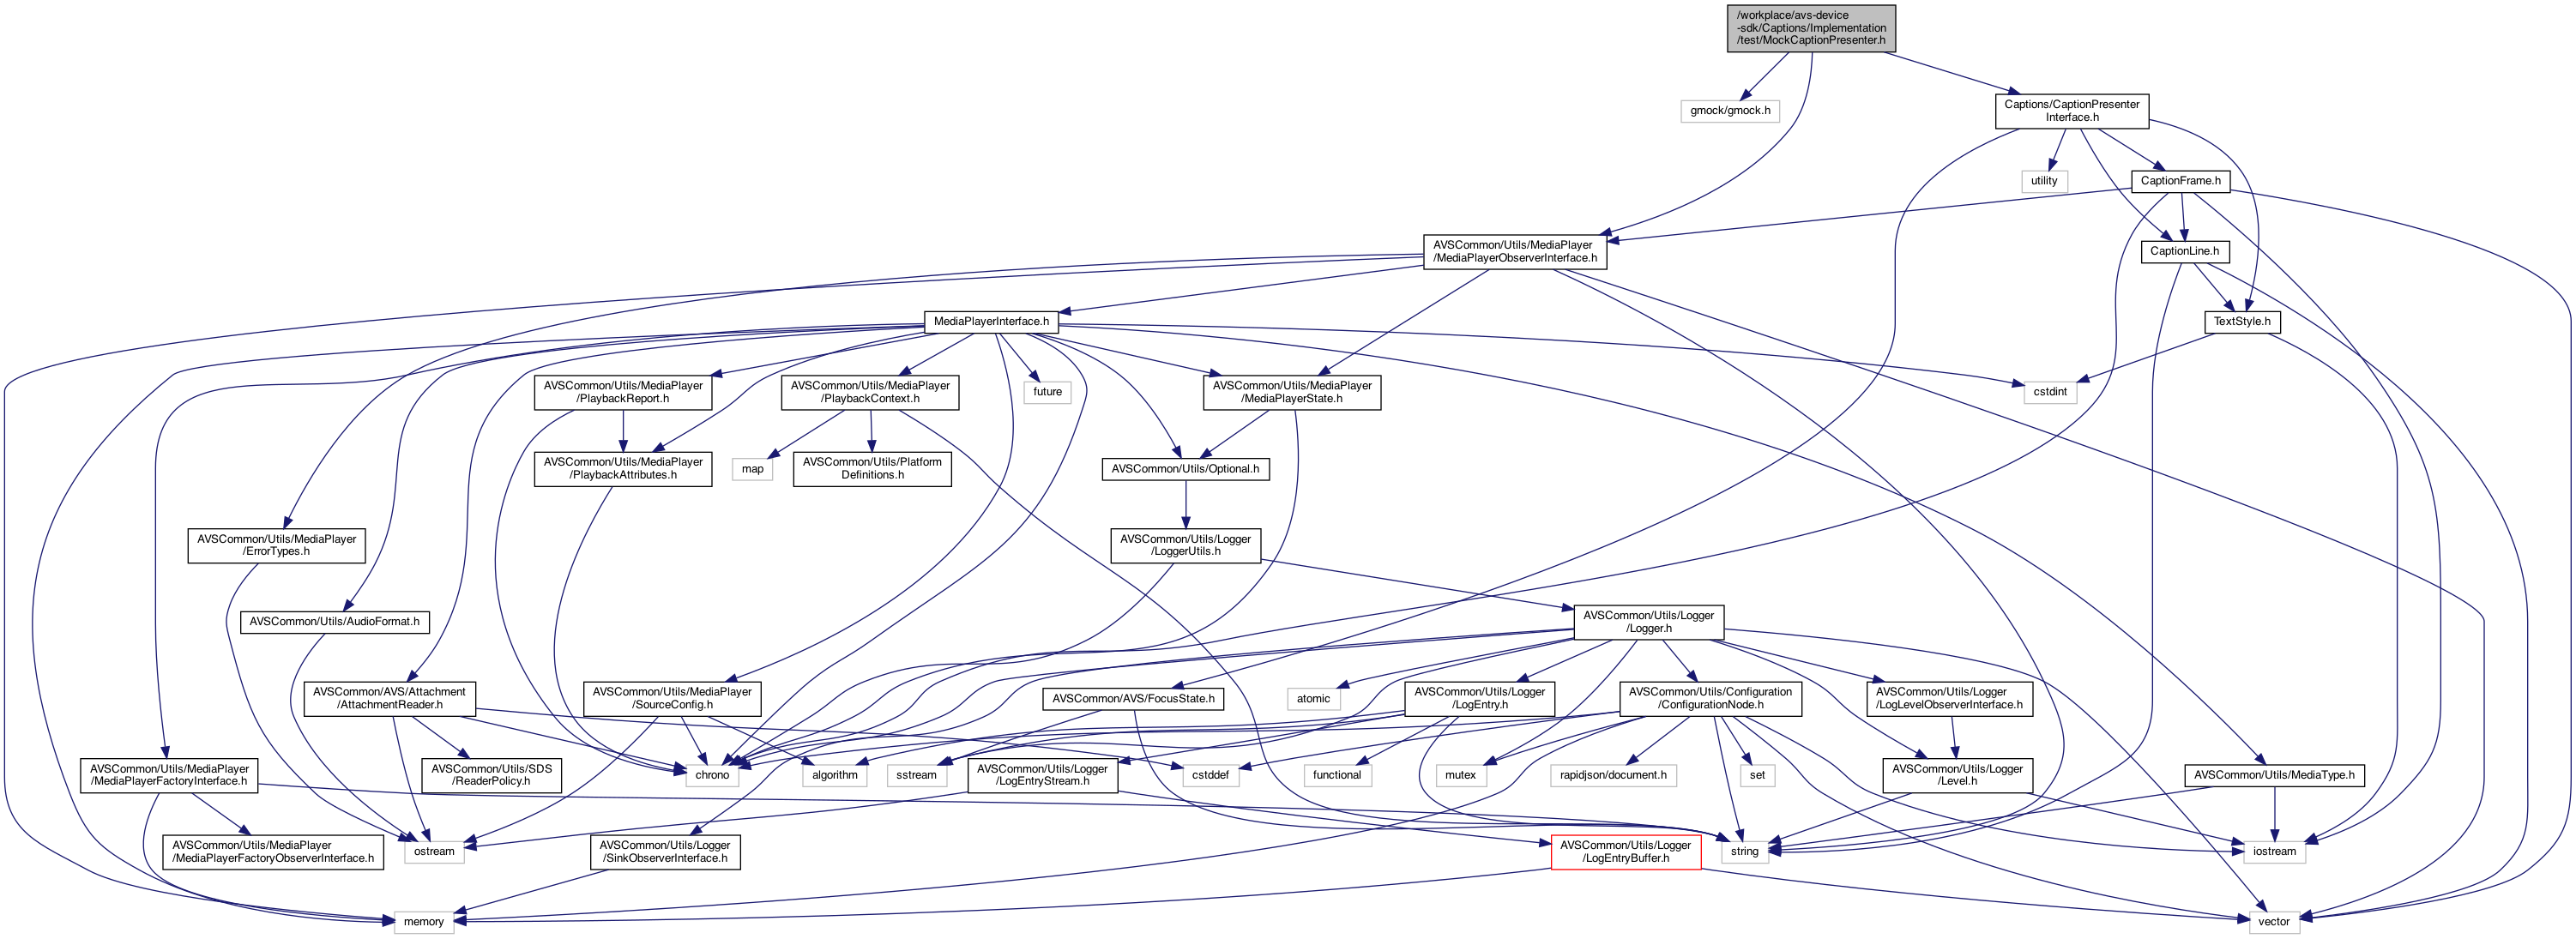 /workplace/avs-device
-sdk/Captions/Implementation
/test/MockCaptionPresenter.h
gmock/gmock.h
Captions/CaptionPresenter
Interface.h
utility
CaptionFrame.h
AVSCommon/Utils/MediaPlayer
/MediaPlayerObserverInterface.h
CaptionLine.h
MediaPlayerInterface.h
TextStyle.h
AVSCommon/Utils/MediaPlayer
/PlaybackReport.h
AVSCommon/Utils/MediaPlayer
/PlaybackContext.h
future
AVSCommon/Utils/MediaPlayer
/MediaPlayerState.h
cstdint
AVSCommon/Utils/MediaPlayer
/PlaybackAttributes.h
map
AVSCommon/Utils/Platform
Definitions.h
AVSCommon/Utils/Optional.h
AVSCommon/Utils/MediaPlayer
/ErrorTypes.h
AVSCommon/Utils/Logger
/LoggerUtils.h
AVSCommon/Utils/AudioFormat.h
AVSCommon/Utils/Logger
/Logger.h
AVSCommon/AVS/Attachment
/AttachmentReader.h
AVSCommon/Utils/MediaPlayer
/SourceConfig.h
AVSCommon/AVS/FocusState.h
atomic
AVSCommon/Utils/Logger
/LogEntry.h
AVSCommon/Utils/Configuration
/ConfigurationNode.h
AVSCommon/Utils/Logger
/LogLevelObserverInterface.h
AVSCommon/Utils/MediaPlayer
/MediaPlayerFactoryInterface.h
AVSCommon/Utils/SDS
/ReaderPolicy.h
chrono
algorithm
sstream
AVSCommon/Utils/Logger
/LogEntryStream.h
cstddef
functional
mutex
rapidjson/document.h
set
AVSCommon/Utils/Logger
/Level.h
AVSCommon/Utils/MediaType.h
AVSCommon/Utils/MediaPlayer
/MediaPlayerFactoryObserverInterface.h
ostream
AVSCommon/Utils/Logger
/SinkObserverInterface.h
AVSCommon/Utils/Logger
/LogEntryBuffer.h
string
iostream
memory
vector